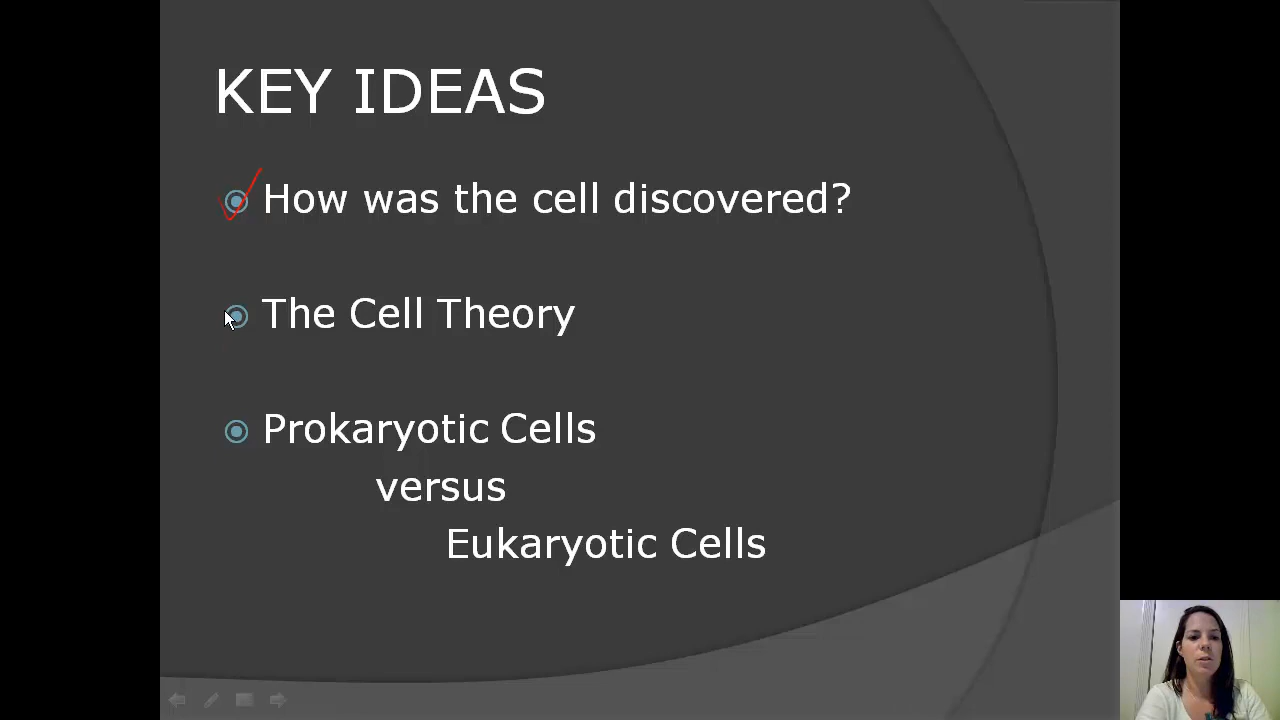 KEY IDEAS
How was the cell discovered?
The Cell Theory
Prokaryotic Cells
versus
Eukaryotic Cells